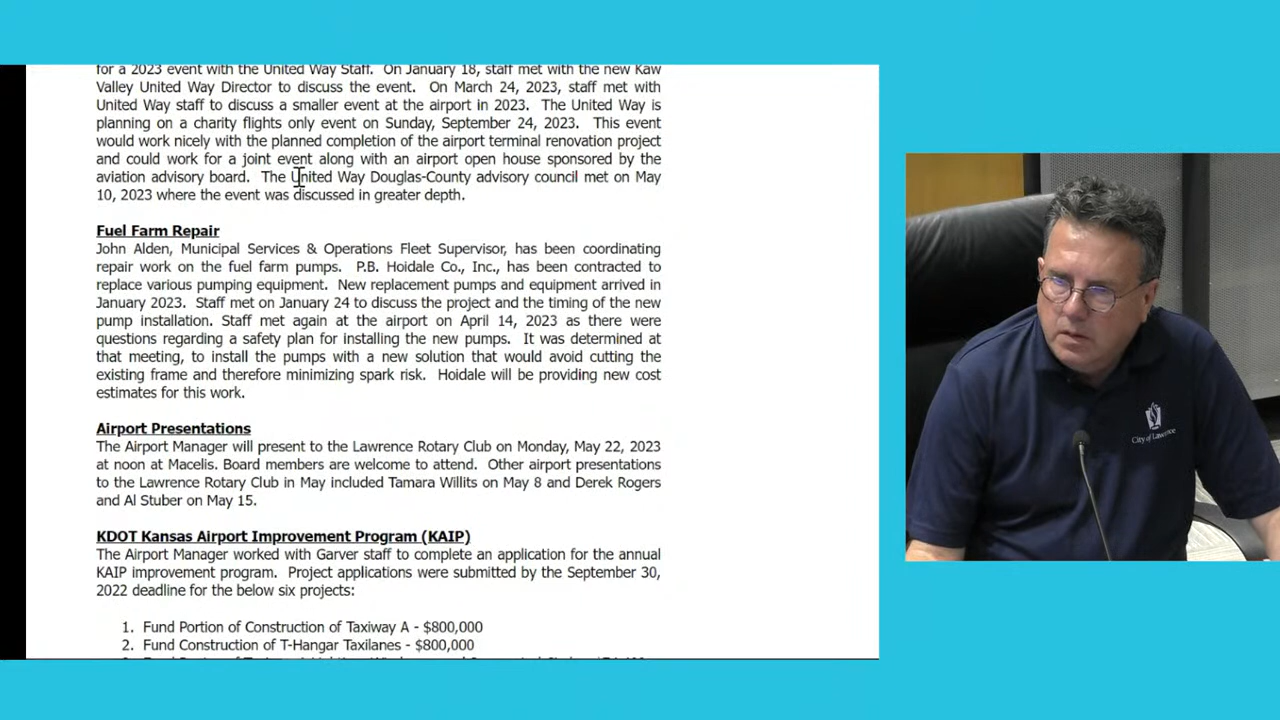 for a 2023 event with the United Way Staff.  On January 18, staff met with the new Kaw
Valley United Way Director to discuss the event.  On March 24, 2023, staff met with
United Way staff to discuss a smaller event at the airport in 2023.  The United Way is
planning on a charity flights only event on Sunday, September 24, 2023.  This event
would work nicely with the planned completion of the airport terminal renovation project
and could work for a joint event along with an airport open house sponsored by the
aviation advisory board.  The United Way Douglas-County advisory council met on May
10, 2023 where the event was discussed in greater depth.
Fuel Farm Repair
John Alden, Municipal Services & Operations Fleet Supervisor, has been coordinating
repair work on the fuel farm pumps.  P.B. Hoidale Co., Inc., has been contracted to
replace various pumping equipment.  New replacement pumps and equipment arrived in
January 2023.  Staff met on January 24 to discuss the project and the timing of the new
pump installation. Staff met again at the airport on April 14, 2023 as there were
questions regarding a safety plan for installing the new pumps.  It was determined at
that meeting, to install the pumps with a new solution that would avoid cutting the
existing frame and therefore minimizing spark risk.  Hoidale will be providing new cost
estimates for this work.
Airport Presentations
The Airport Manager will present to the Lawrence Rotary Club on Monday, May 22, 2023
at noon at Macelis. Board members are welcome to attend.  Other airport presentations
to the Lawrence Rotary Club in May included Tamara Willits on May 8 and Derek Rogers
and Al Stuber on May 15.
KDOT Kansas Airport Improvement Program (KAIP)
The Airport Manager worked with Garver staff to complete an application for the annual
KAIP improvement program.  Project applications were submitted by the September 30,
2022 deadline for the below six projects:
1. Fund Portion of Construction of Taxiway A - $800,000
2. Fund Construction of T-Hangar Taxilanes - $800,000
City of Lawrence